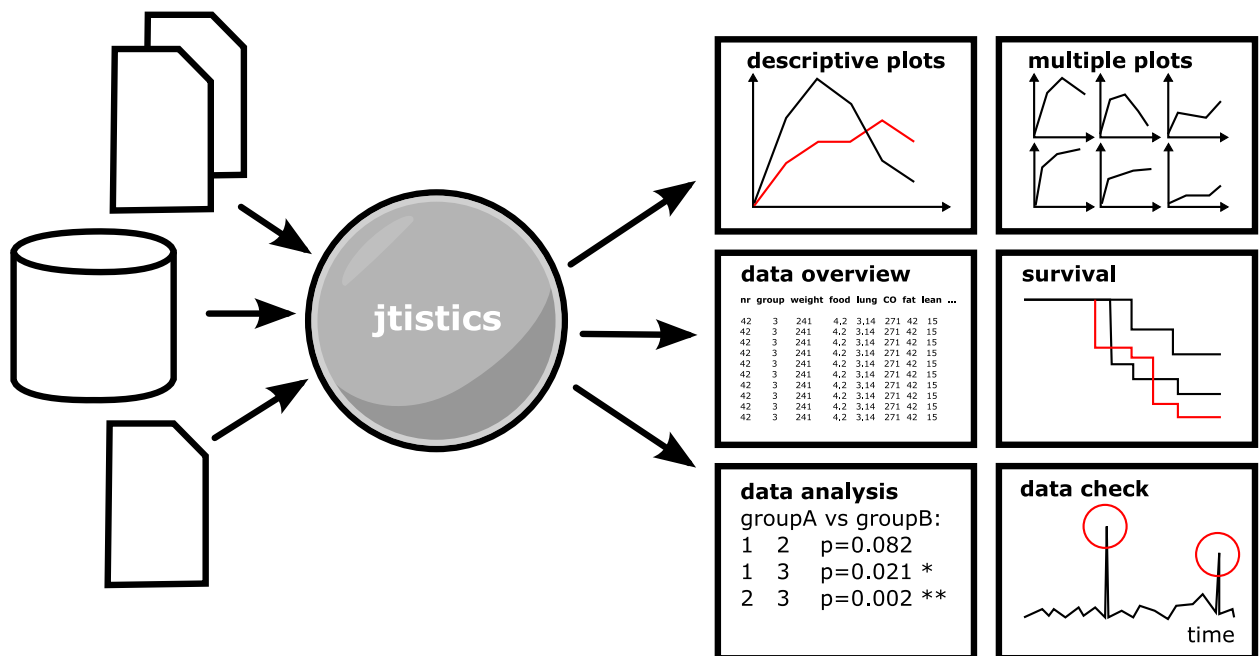 jtistics
descriptive plots
multiple plots
data overview
nr group weight food lung CO fat lean ...
42 3 241 4,2 3,14 271 42 15
42 3 241 4,2 3,14 271 42 15
42 3 241 4,2 3,14 271 42 15
42 3 241 4,2 3,14 271 42 15
42 3 241 4,2 3,14 271 42 15
42 3 241 4,2 3,14 271 42 15
42 3 241 4,2 3,14 271 42 15
42 3 241 4,2 3,14 271 42 15
42 3 241 4,2 3,14 271 42 15
42 3 241 4,2 3,14 271 42 15
survival
data analysis
groupA vs groupB:
1 2 p=0.082
1 3 p=0.021 *
2 3 p=0.002 **
data check
time